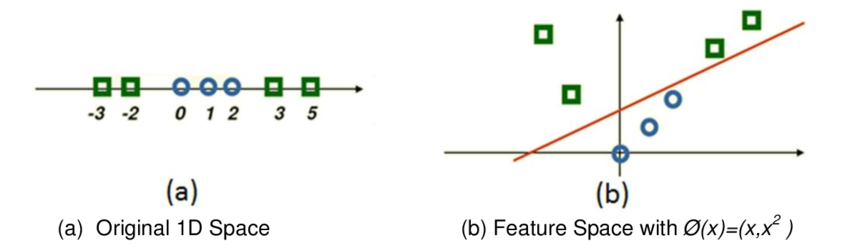 -3 -2 0 1 2 3 5
(a)
(b)
(a) Original 1D Space
(b) Feature Space with Ø(x)=(x,x² )